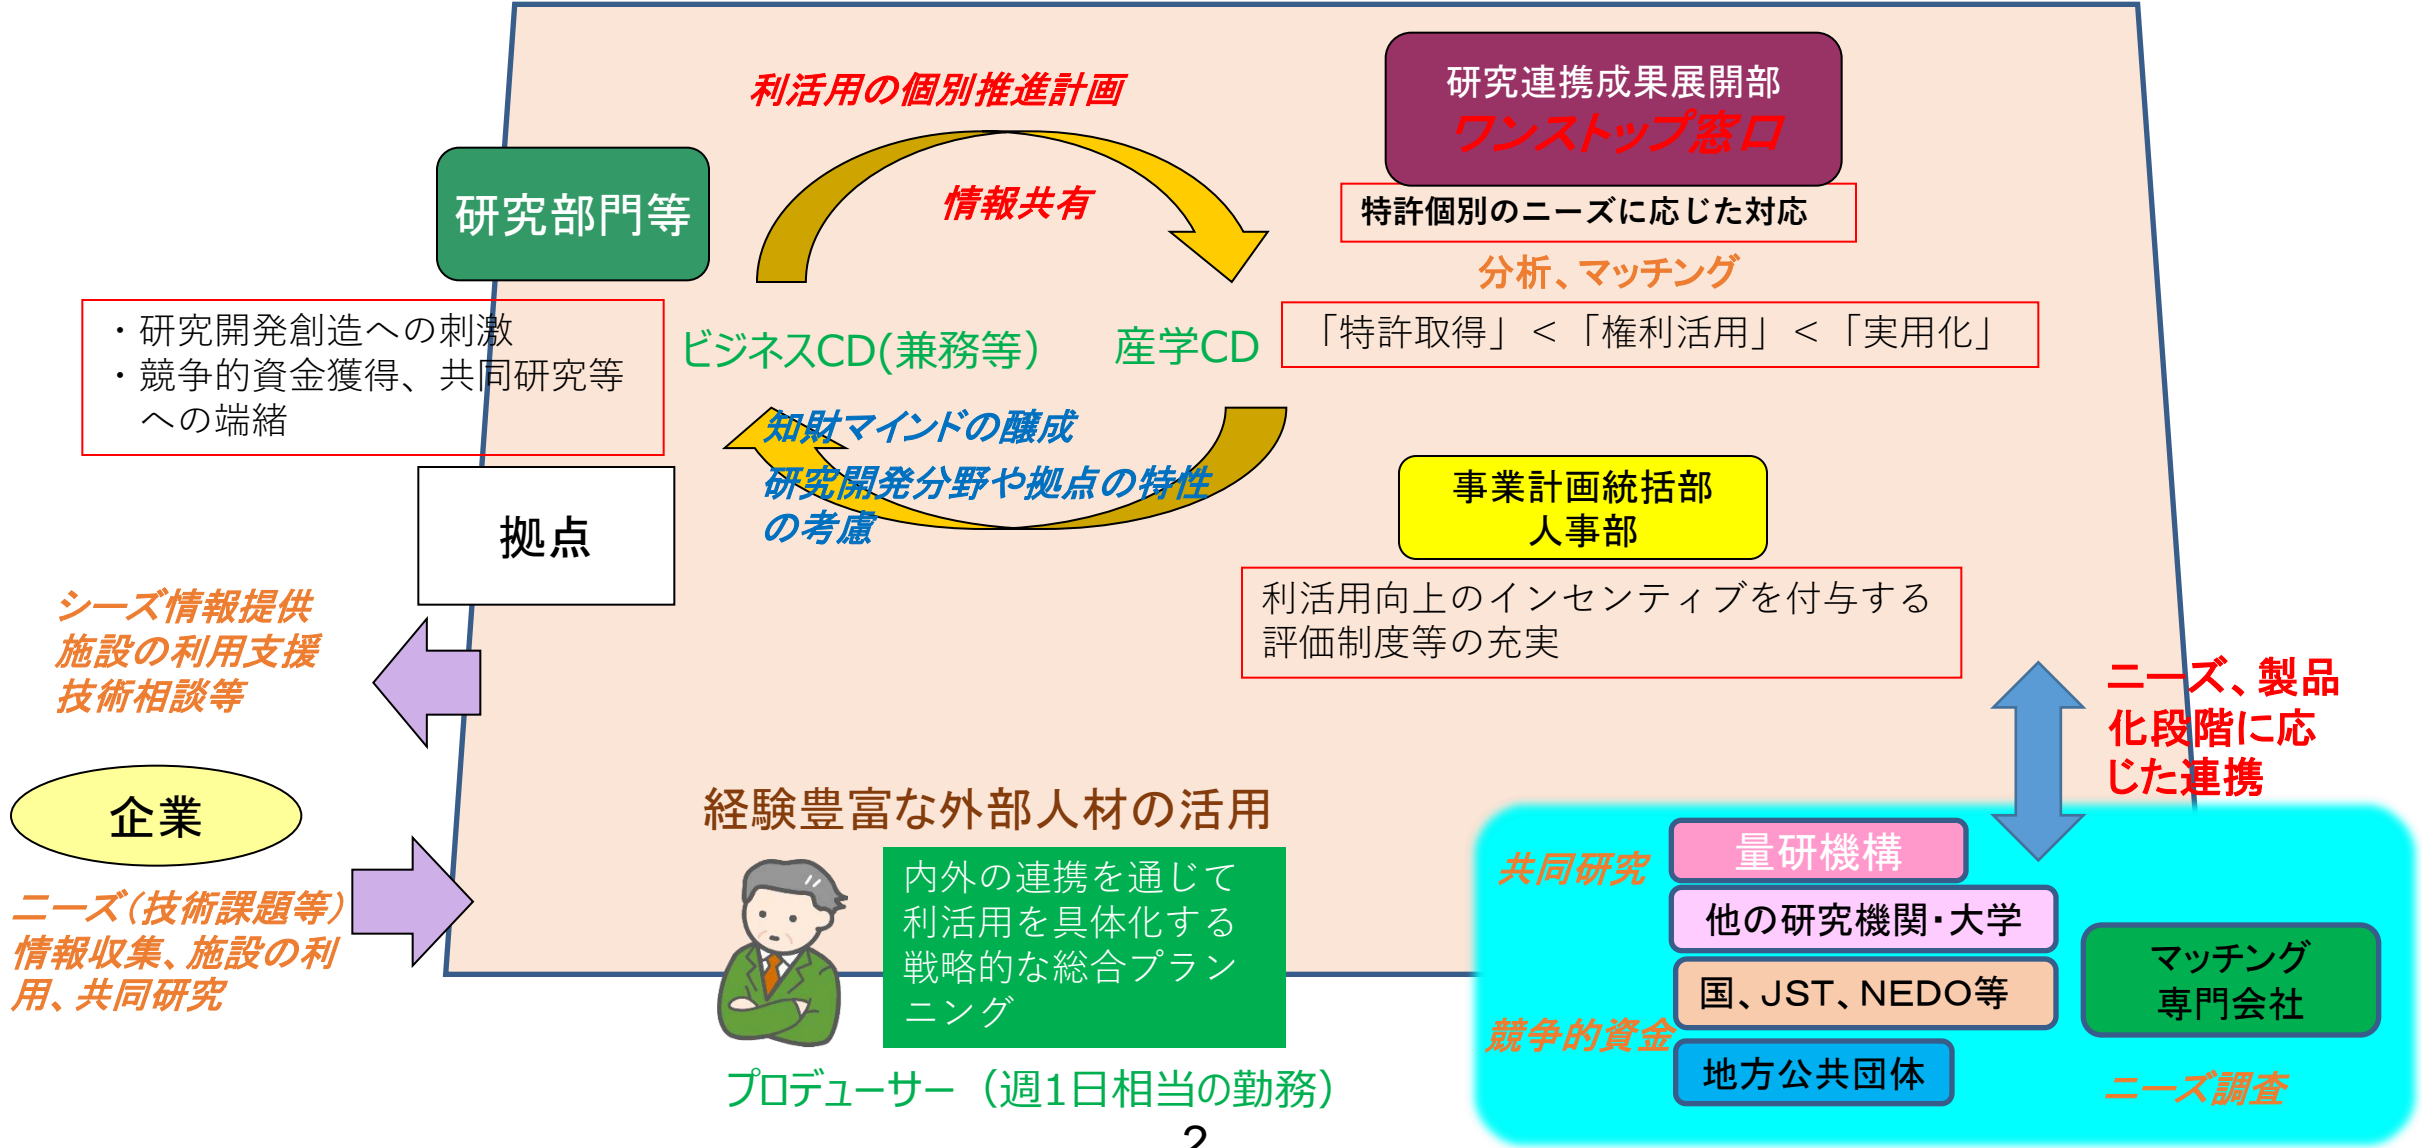 利活用の個別推進計画
情報共有
研究連携成果展開部
ワンストップ窓口
特許個別のニーズに応じた対応
分析、マッチング
「特許取得」＜「権利活用」＜「実用化」
研究部門等
・研究開発創造への刺激
・競争的資金獲得、共同研究等
への端緒
ビジネスCD(兼務等）
産学CD
知財マインドの醸成
研究開発分野や拠点の特性
の考慮
拠点
事業計画統括部
人事部
利活用向上のインセンティブを付与する
評価制度等の充実
シーズ情報提供
施設の利用支援
技術相談等
企業
ニーズ（技術課題等）
情報収集、施設の利
用、共同研究
ニーズ、製品
化段階に応
じた連携
経験豊富な外部人材の活用
内外の連携を通じて
利活用を具体化する
戦略的な総合プラン
ニング
プロデューサー（週1日相当の勤務）
共同研究
量研機構
他の研究機関・大学
国、JST、NEDO等
競争的資金
地方公共団体
マッチング
専門会社
ニーズ調査
2